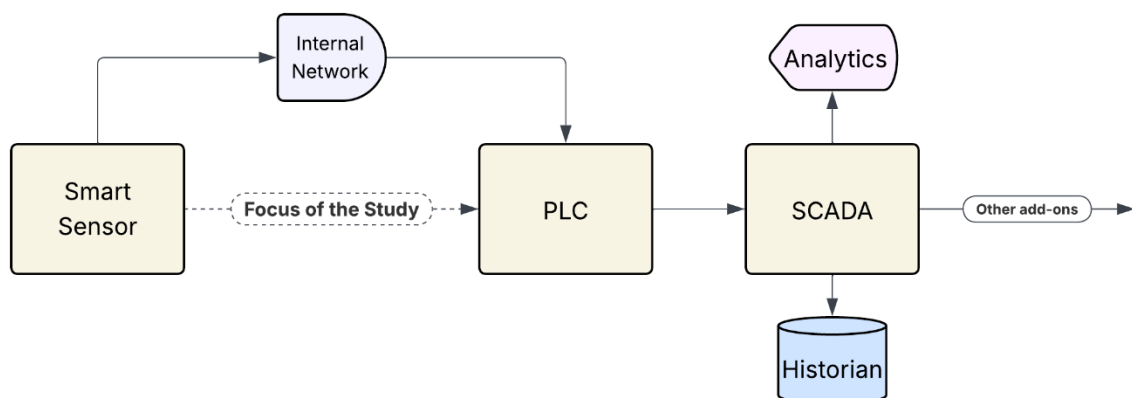 Internal
Network
Analytics
Smart
Sensor
Focus of the Study
PLC
SCADA
Other add-ons
Historian